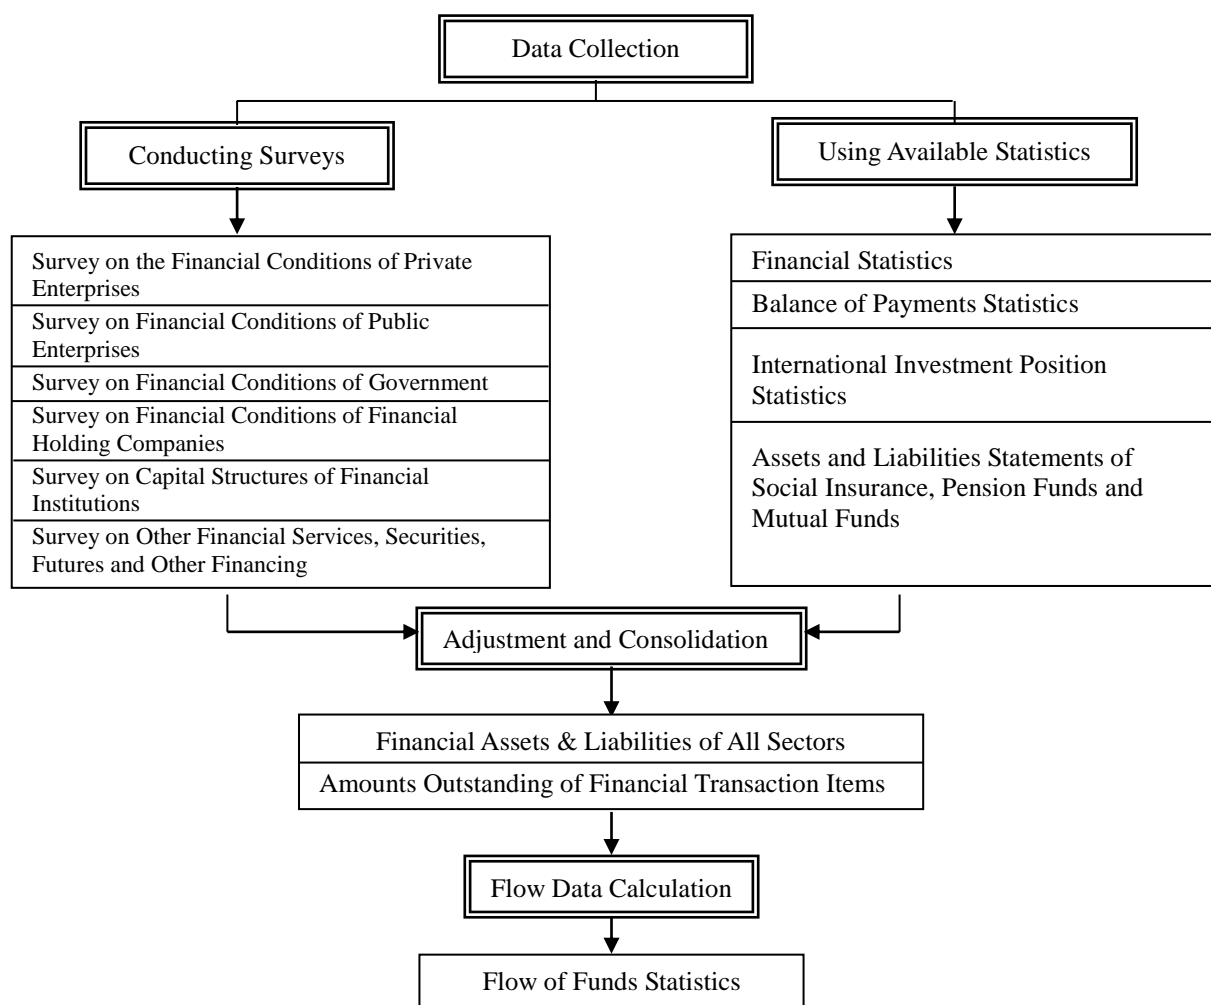 Data Collection
Conducting Surveys
Using Available Statistics
Survey on the Financial Conditions of Private
Enterprises
Survey on Financial Conditions of Public
Enterprises
Survey on Financial Conditions of Government
Survey on Financial Conditions of Financial
Holding Companies
Survey on Capital Structures of Financial
Institutions
Survey on Other Financial Services, Securities,
Futures and Other Financing
Financial Statistics
Balance of Payments Statistics
International Investment Position
Statistics
Assets and Liabilities Statements of
Social Insurance, Pension Funds and
Mutual Funds
Adjustment and Consolidation
Financial Assets & Liabilities of All Sectors
Amounts Outstanding of Financial Transaction Items
Flow Data Calculation
Flow of Funds Statistics